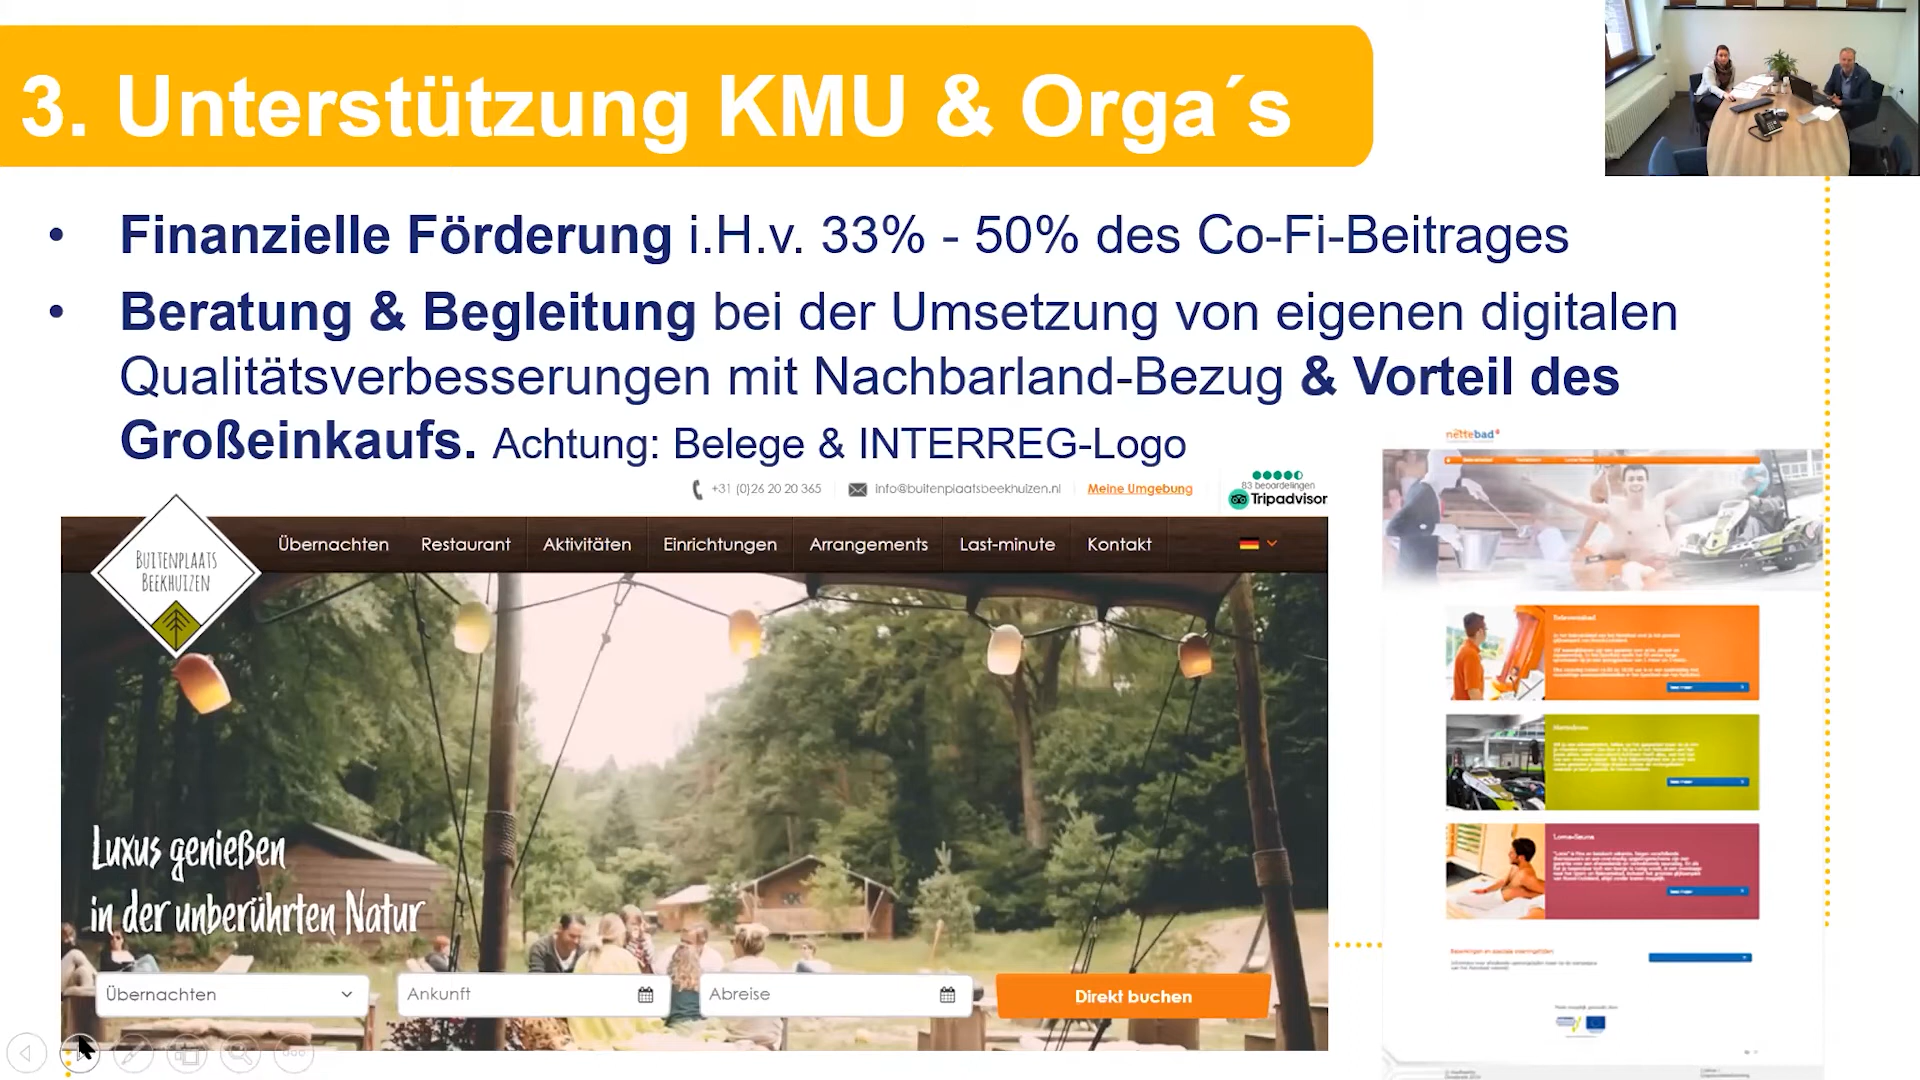 3. Unterstützung KMU & Orga´s
• Finanzielle Förderung i.H.v. 33% - 50% des Co-Fi-Beitrages
• Beratung & Begleitung bei der Umsetzung von eigenen digitalen
Qualitätsverbesserungen mit Nachbarland-Bezug & Vorteil des
Großeinkaufs. Achtung: Belege & INTERREG-Logo
+31 (0)26 20 20 365
info@buitenplaatsbeekhuizen.nl
Meine Umgebung
83 beoordelingen
Tripadvisor
BUITENPLAATS
BEEKHUIZEN
Übernachten Restaurant Aktivitäten Einrichtungen Arrangements Last-minute Kontakt
Luxus genießen
in der unberührten Natur
Übernachten Ankunft Abreise Direkt buchen
nettebad